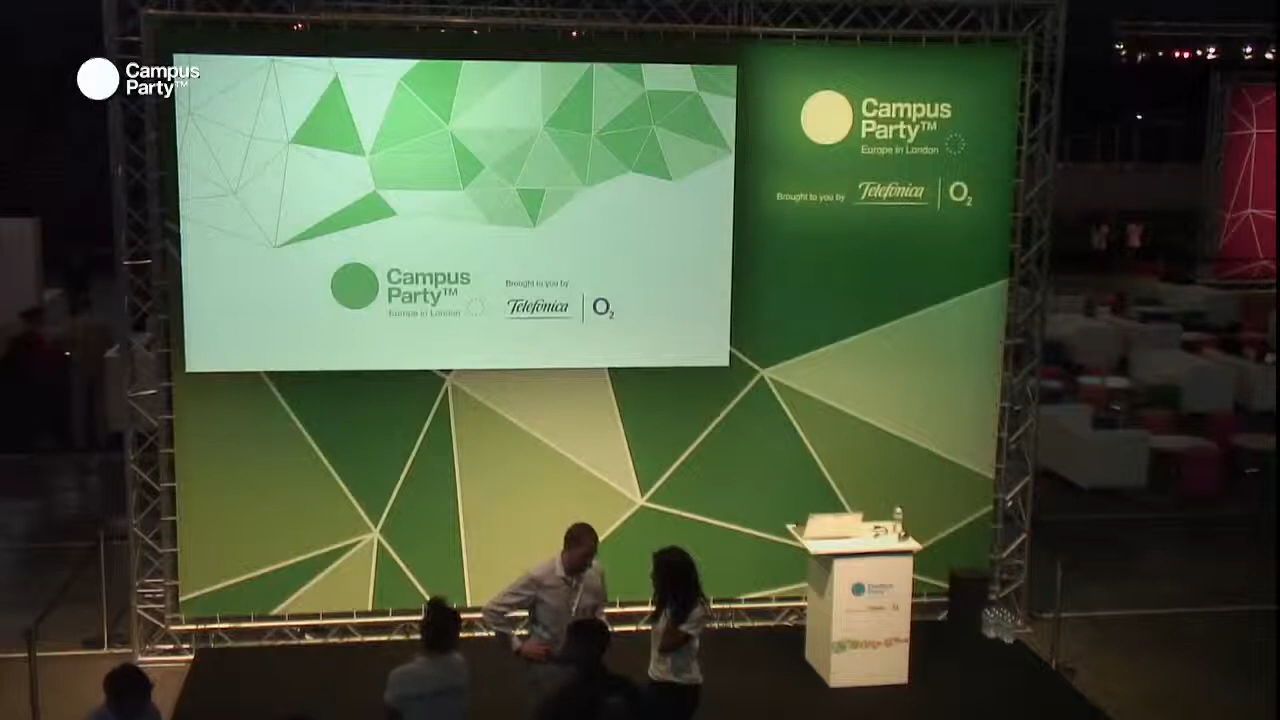 Campus
Party™
Campus
Party™
Europe in London
Brought to you by
Telefónica
O2
Campus
Party™
Europe in London
Brought to you by
Telefónica
O2